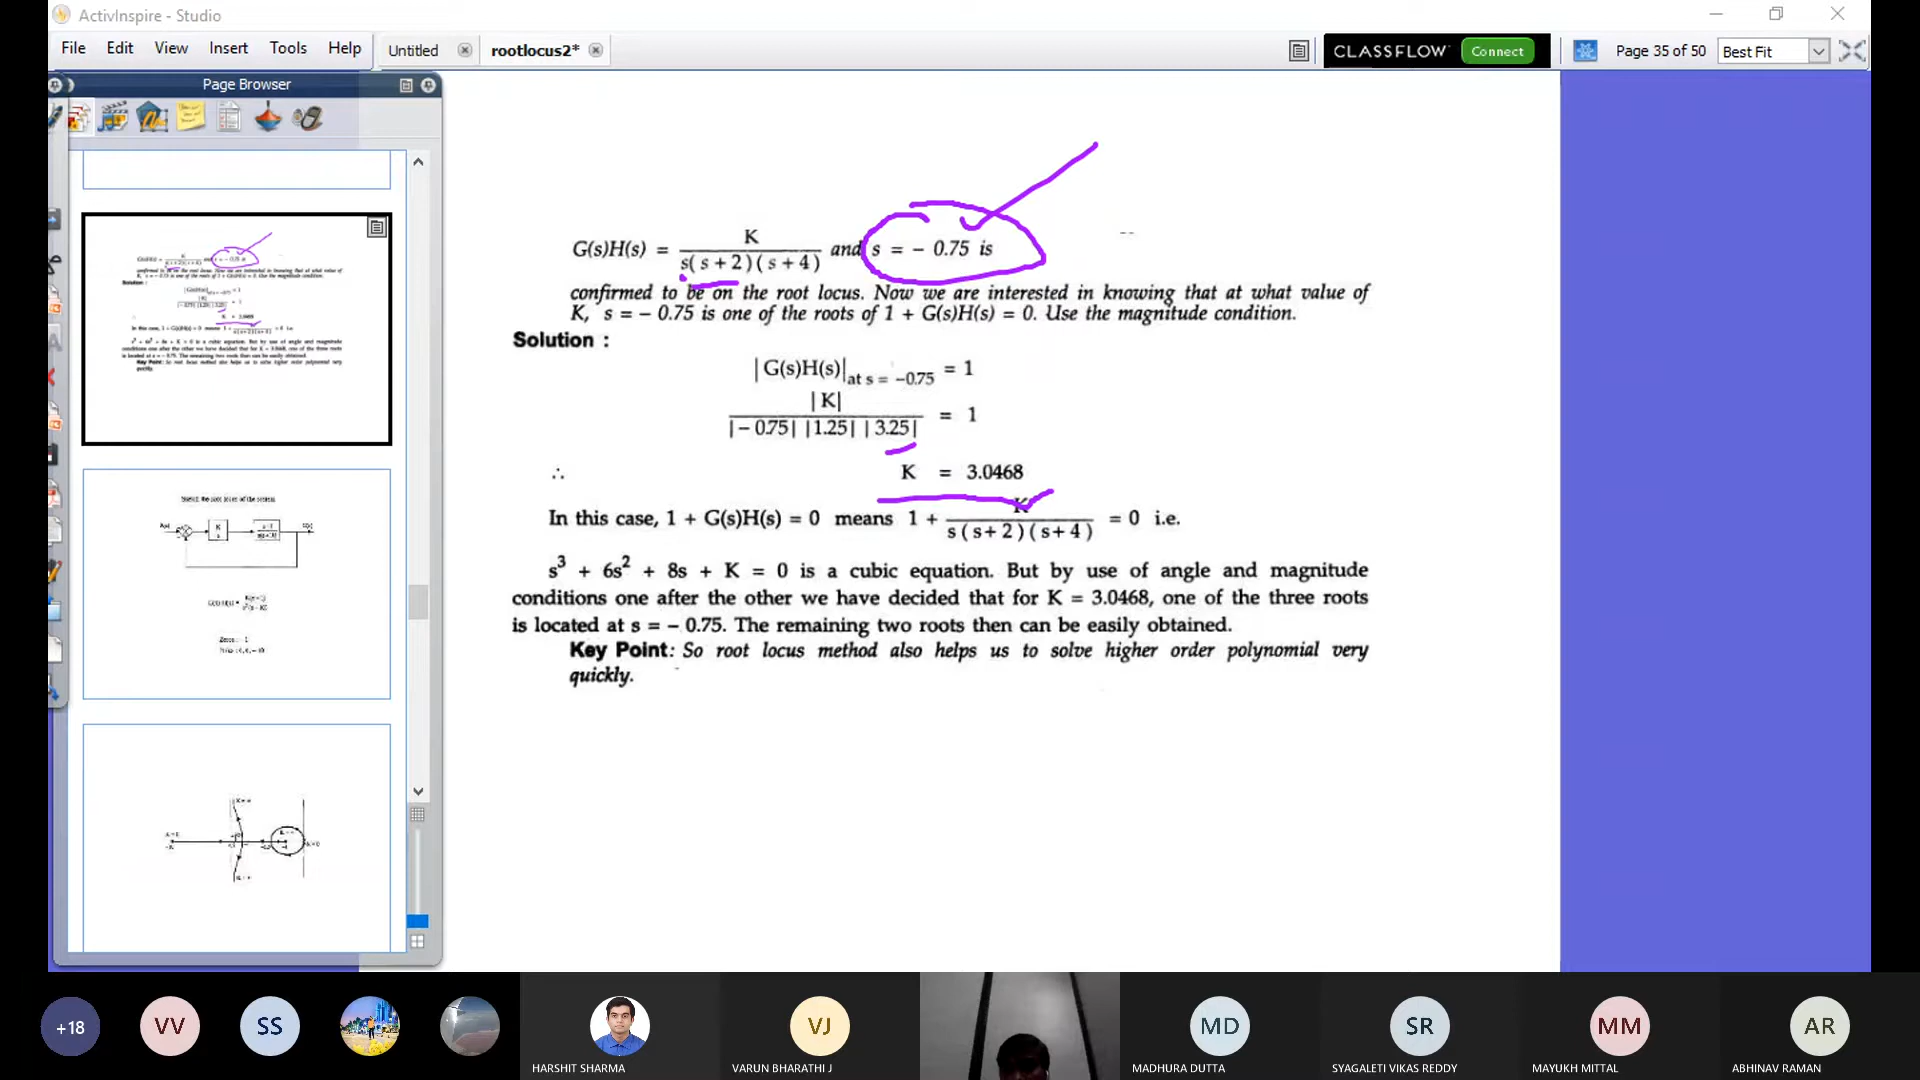 ActivInspire - Studio
File Edit View Insert Tools Help
Untitled
rootlocus2*
CLASSFLOW
Connect
Page 35 of 50
Best Fit
Page Browser
G(s)H(s) = K / s(s+2)(s+4) and s = – 0.75 is
confirmed to be on the root locus. Now we are interested in knowing that at what value of
K, s = – 0.75 is one of the roots of 1 + G(s)H(s) = 0. Use the magnitude condition.
Solution :
|G(s)H(s)|at s = –0.75 = 1
|K| / |–0.75| |1.25| |3.25| = 1
∴ K = 3.0468
In this case, 1 + G(s)H(s) = 0 means 1 + K / s(s+2)(s+4) = 0 i.e.
s³ + 6s² + 8s + K = 0 is a cubic equation. But by use of angle and magnitude
conditions one after the other we have decided that for K = 3.0468, one of the three roots
is located at s = – 0.75. The remaining two roots then can be easily obtained.
Key Point: So root locus method also helps us to solve higher order polynomial very
quickly.
+18
VV
SS
VJ
MD
SR
MM
AR
HARSHIT SHARMA
VARUN BHARATHI J
MADHURA DUTTA
SYAGALETI VIKAS REDDY
MAYUKH MITTAL
ABHINAV RAMAN